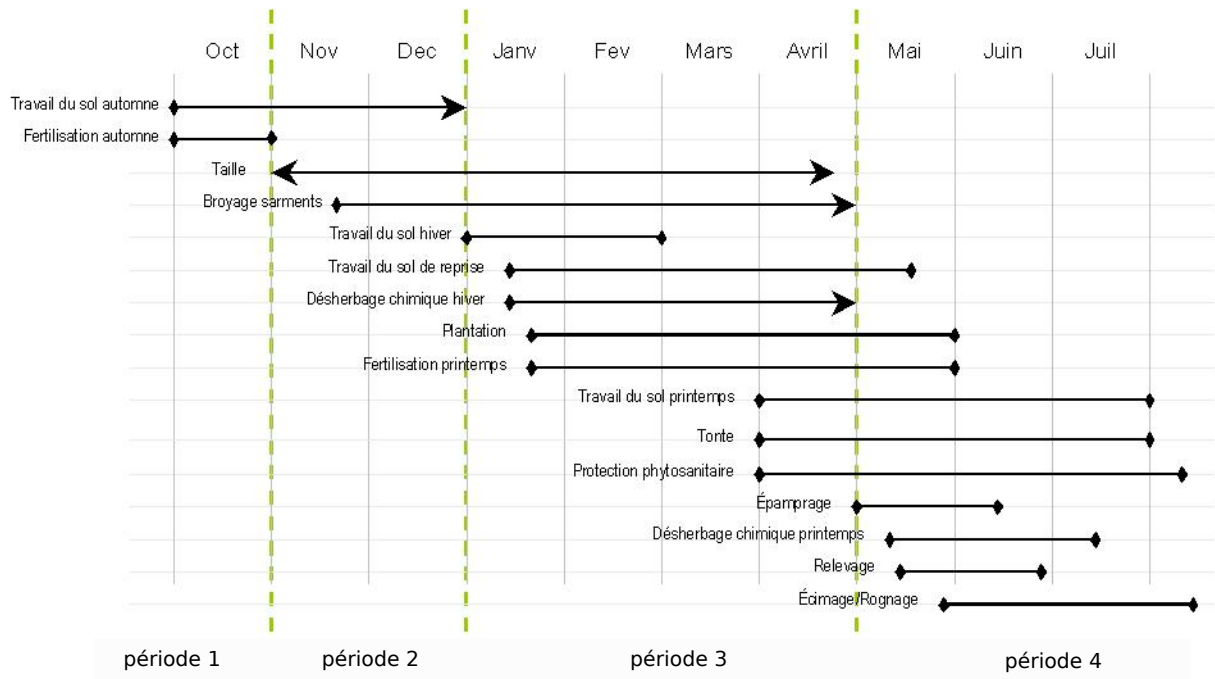 Oct Nov Dec Janv Fev Mars Avril Mai Juin Juil
Travail du sol automne
Fertilisation automne
Taille
Broyage sarments
Travail du sol hiver
Travail du sol de reprise
Désherbage chimique hiver
Plantation
Fertilisation printemps
Travail du sol printemps
Tonte
Protection phytosanitaire
Épamprage
Désherbage chimique printemps
Relevage
Écimage/Rognage
période 1 période 2 période 3 période 4